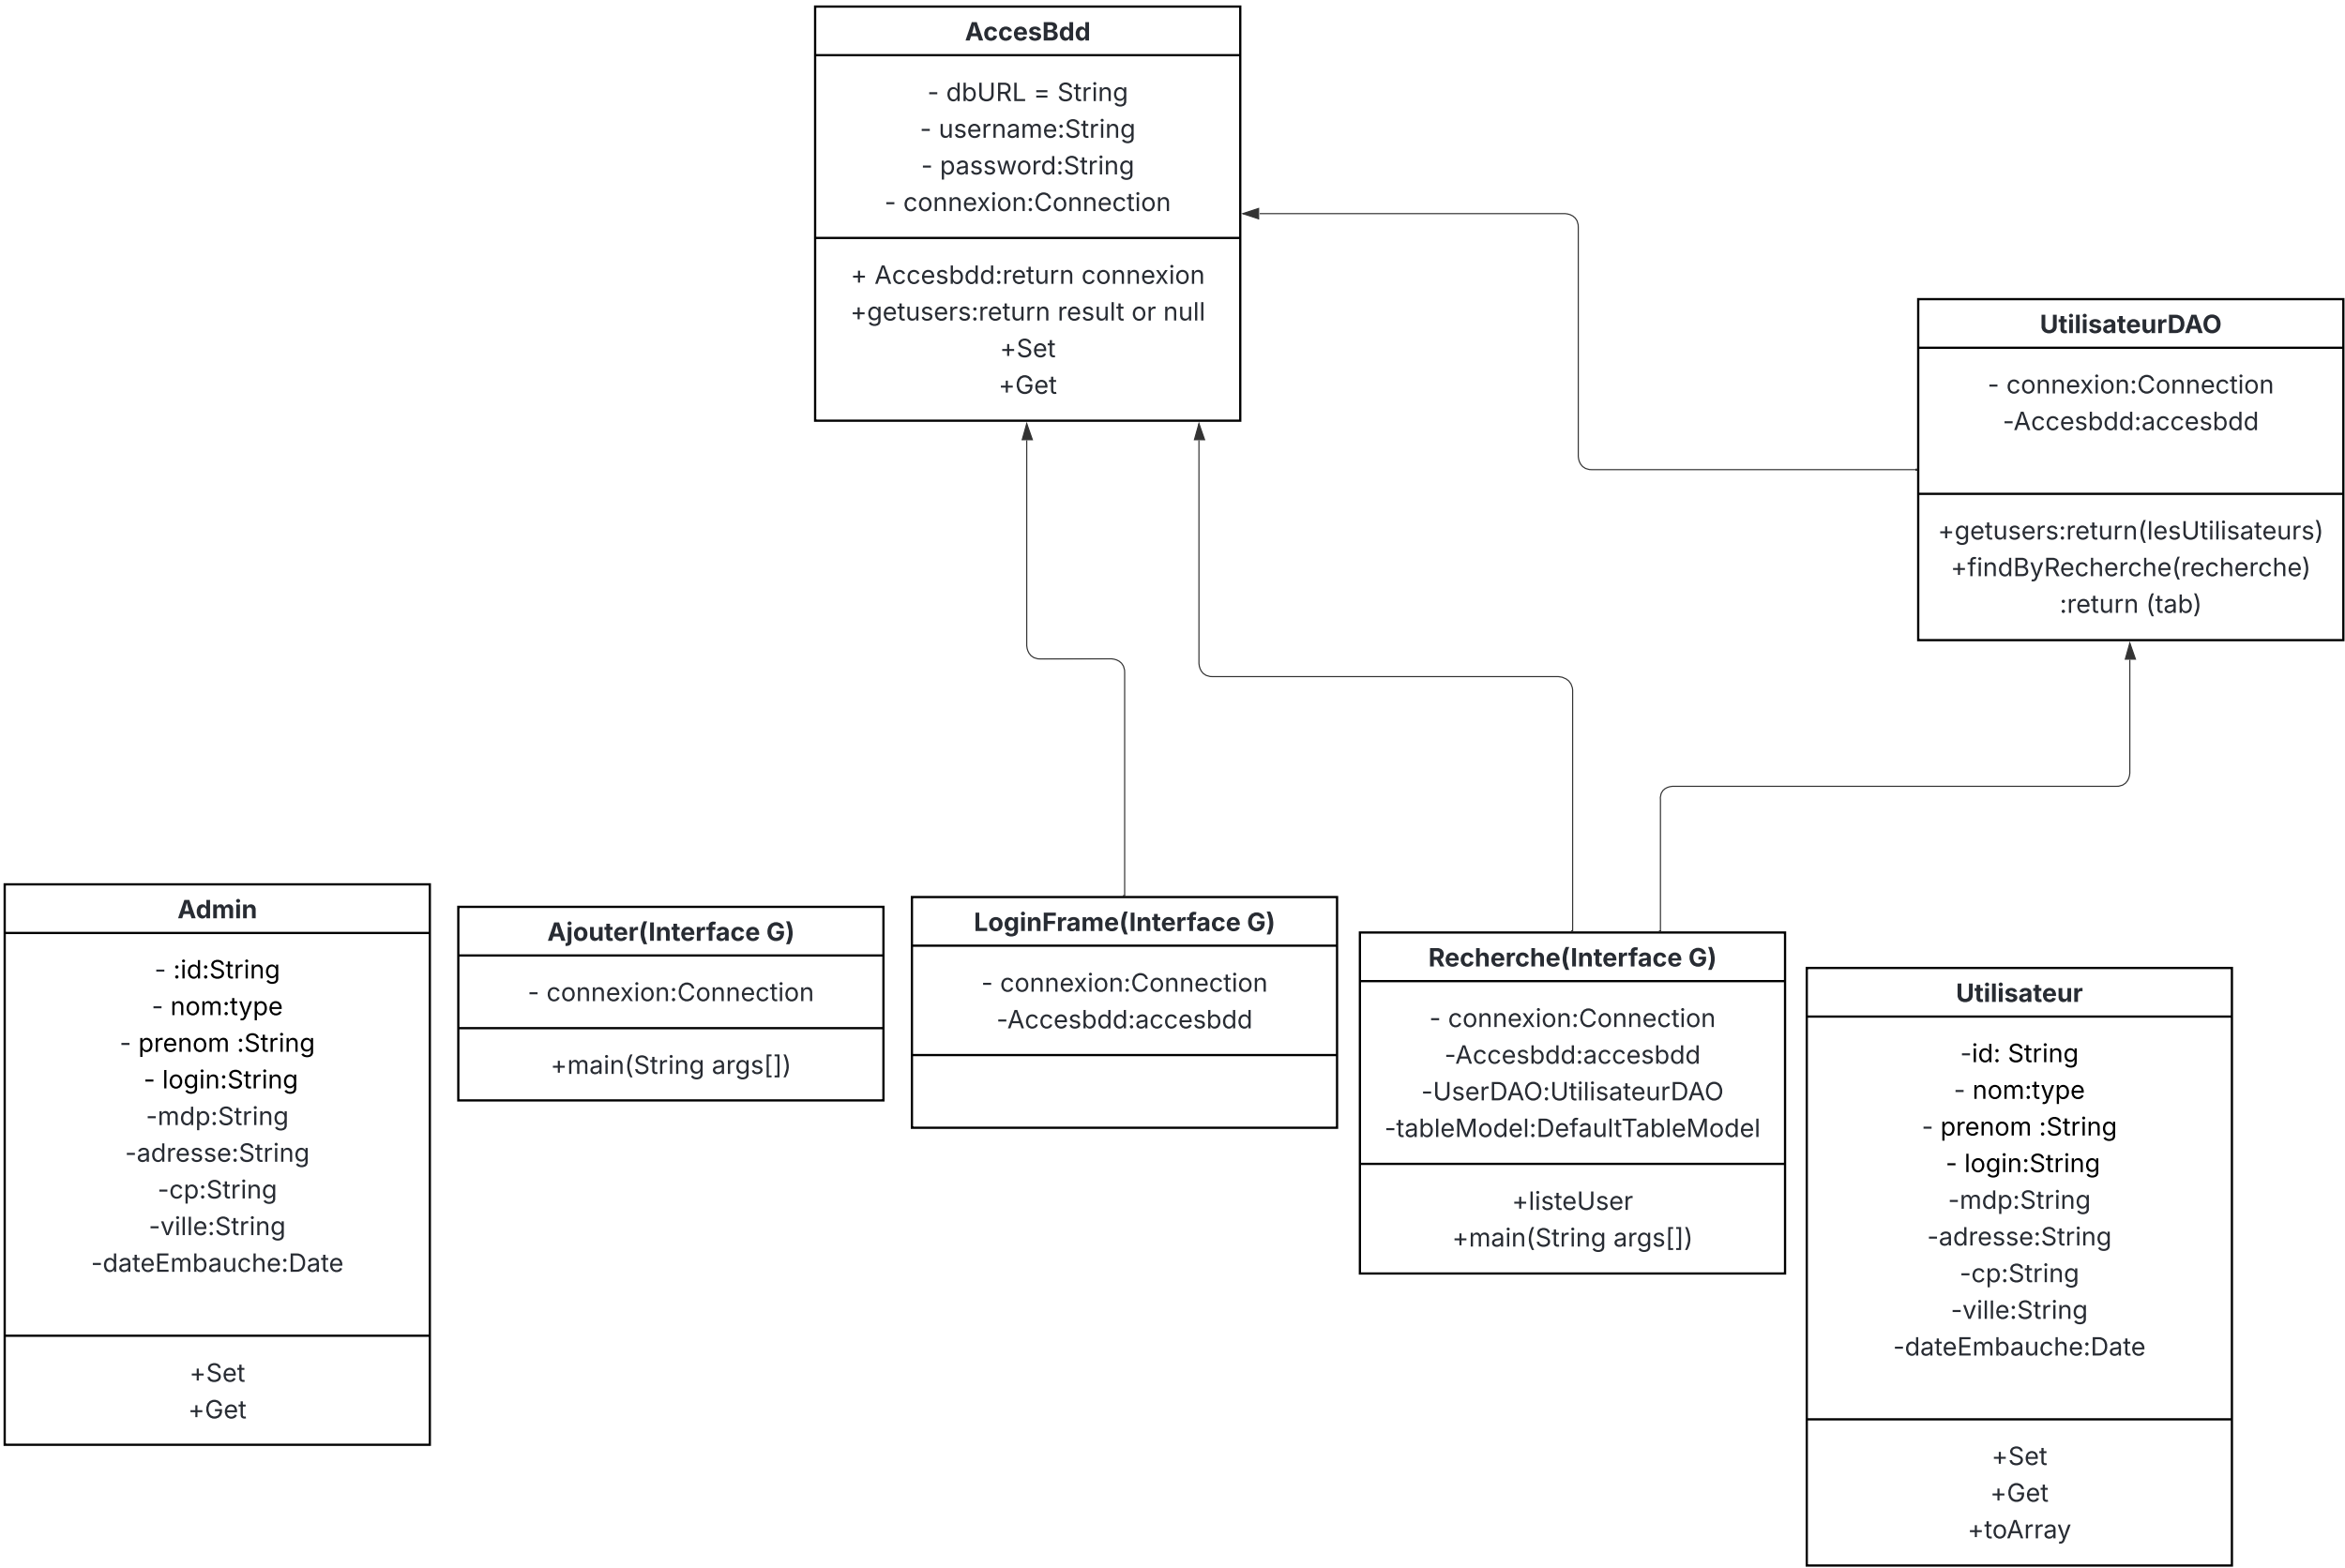 AccesBdd
- dbURL = String
- username:String
- password:String
- connexion:Connection
+ Accesbdd:return connexion
+getusers:return result or null
+Set
+Get
UtilisateurDAO
- connexion:Connection
-Accesbdd:accesbdd
+getusers:return(lesUtilisateurs)
+findByRecherche(recherche)
:return (tab)
Admin
- :id:String
- nom:type
- prenom :String
- login:String
-mdp:String
-adresse:String
-cp:String
-ville:String
-dateEmbauche:Date
+Set
+Get
Ajouter(Interface G)
- connexion:Connection
+main(String args[])
LoginFrame(Interface G)
- connexion:Connection
-Accesbdd:accesbdd
Recherche(Interface G)
- connexion:Connection
-Accesbdd:accesbdd
-UserDAO:UtilisateurDAO
-tableModel:DefaultTableModel
+listeUser
+main(String args[])
Utilisateur
-id: String
- nom:type
- prenom :String
- login:String
-mdp:String
-adresse:String
-cp:String
-ville:String
-dateEmbauche:Date
+Set
+Get
+toArray